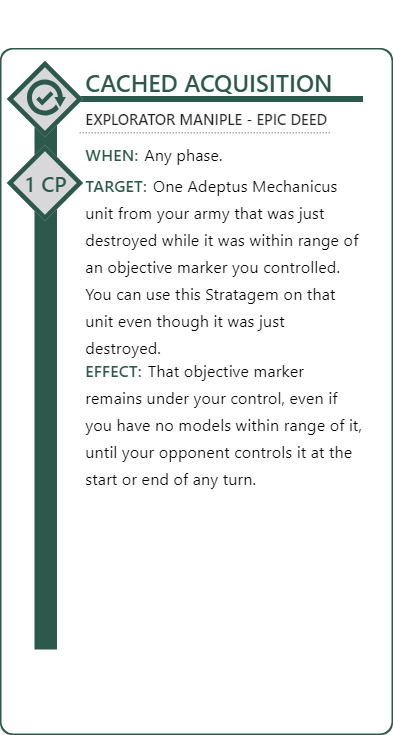 CACHED ACQUISITION
EXPLORATOR MANIPLE - EPIC DEED
WHEN: Any phase.
1 CP
TARGET: One Adeptus Mechanicus
unit from your army that was just
destroyed while it was within range of
an objective marker you controlled.
You can use this Stratagem on that
unit even though it was just
destroyed.
EFFECT: That objective marker
remains under your control, even if
you have no models within range of it,
until your opponent controls it at the
start or end of any turn.